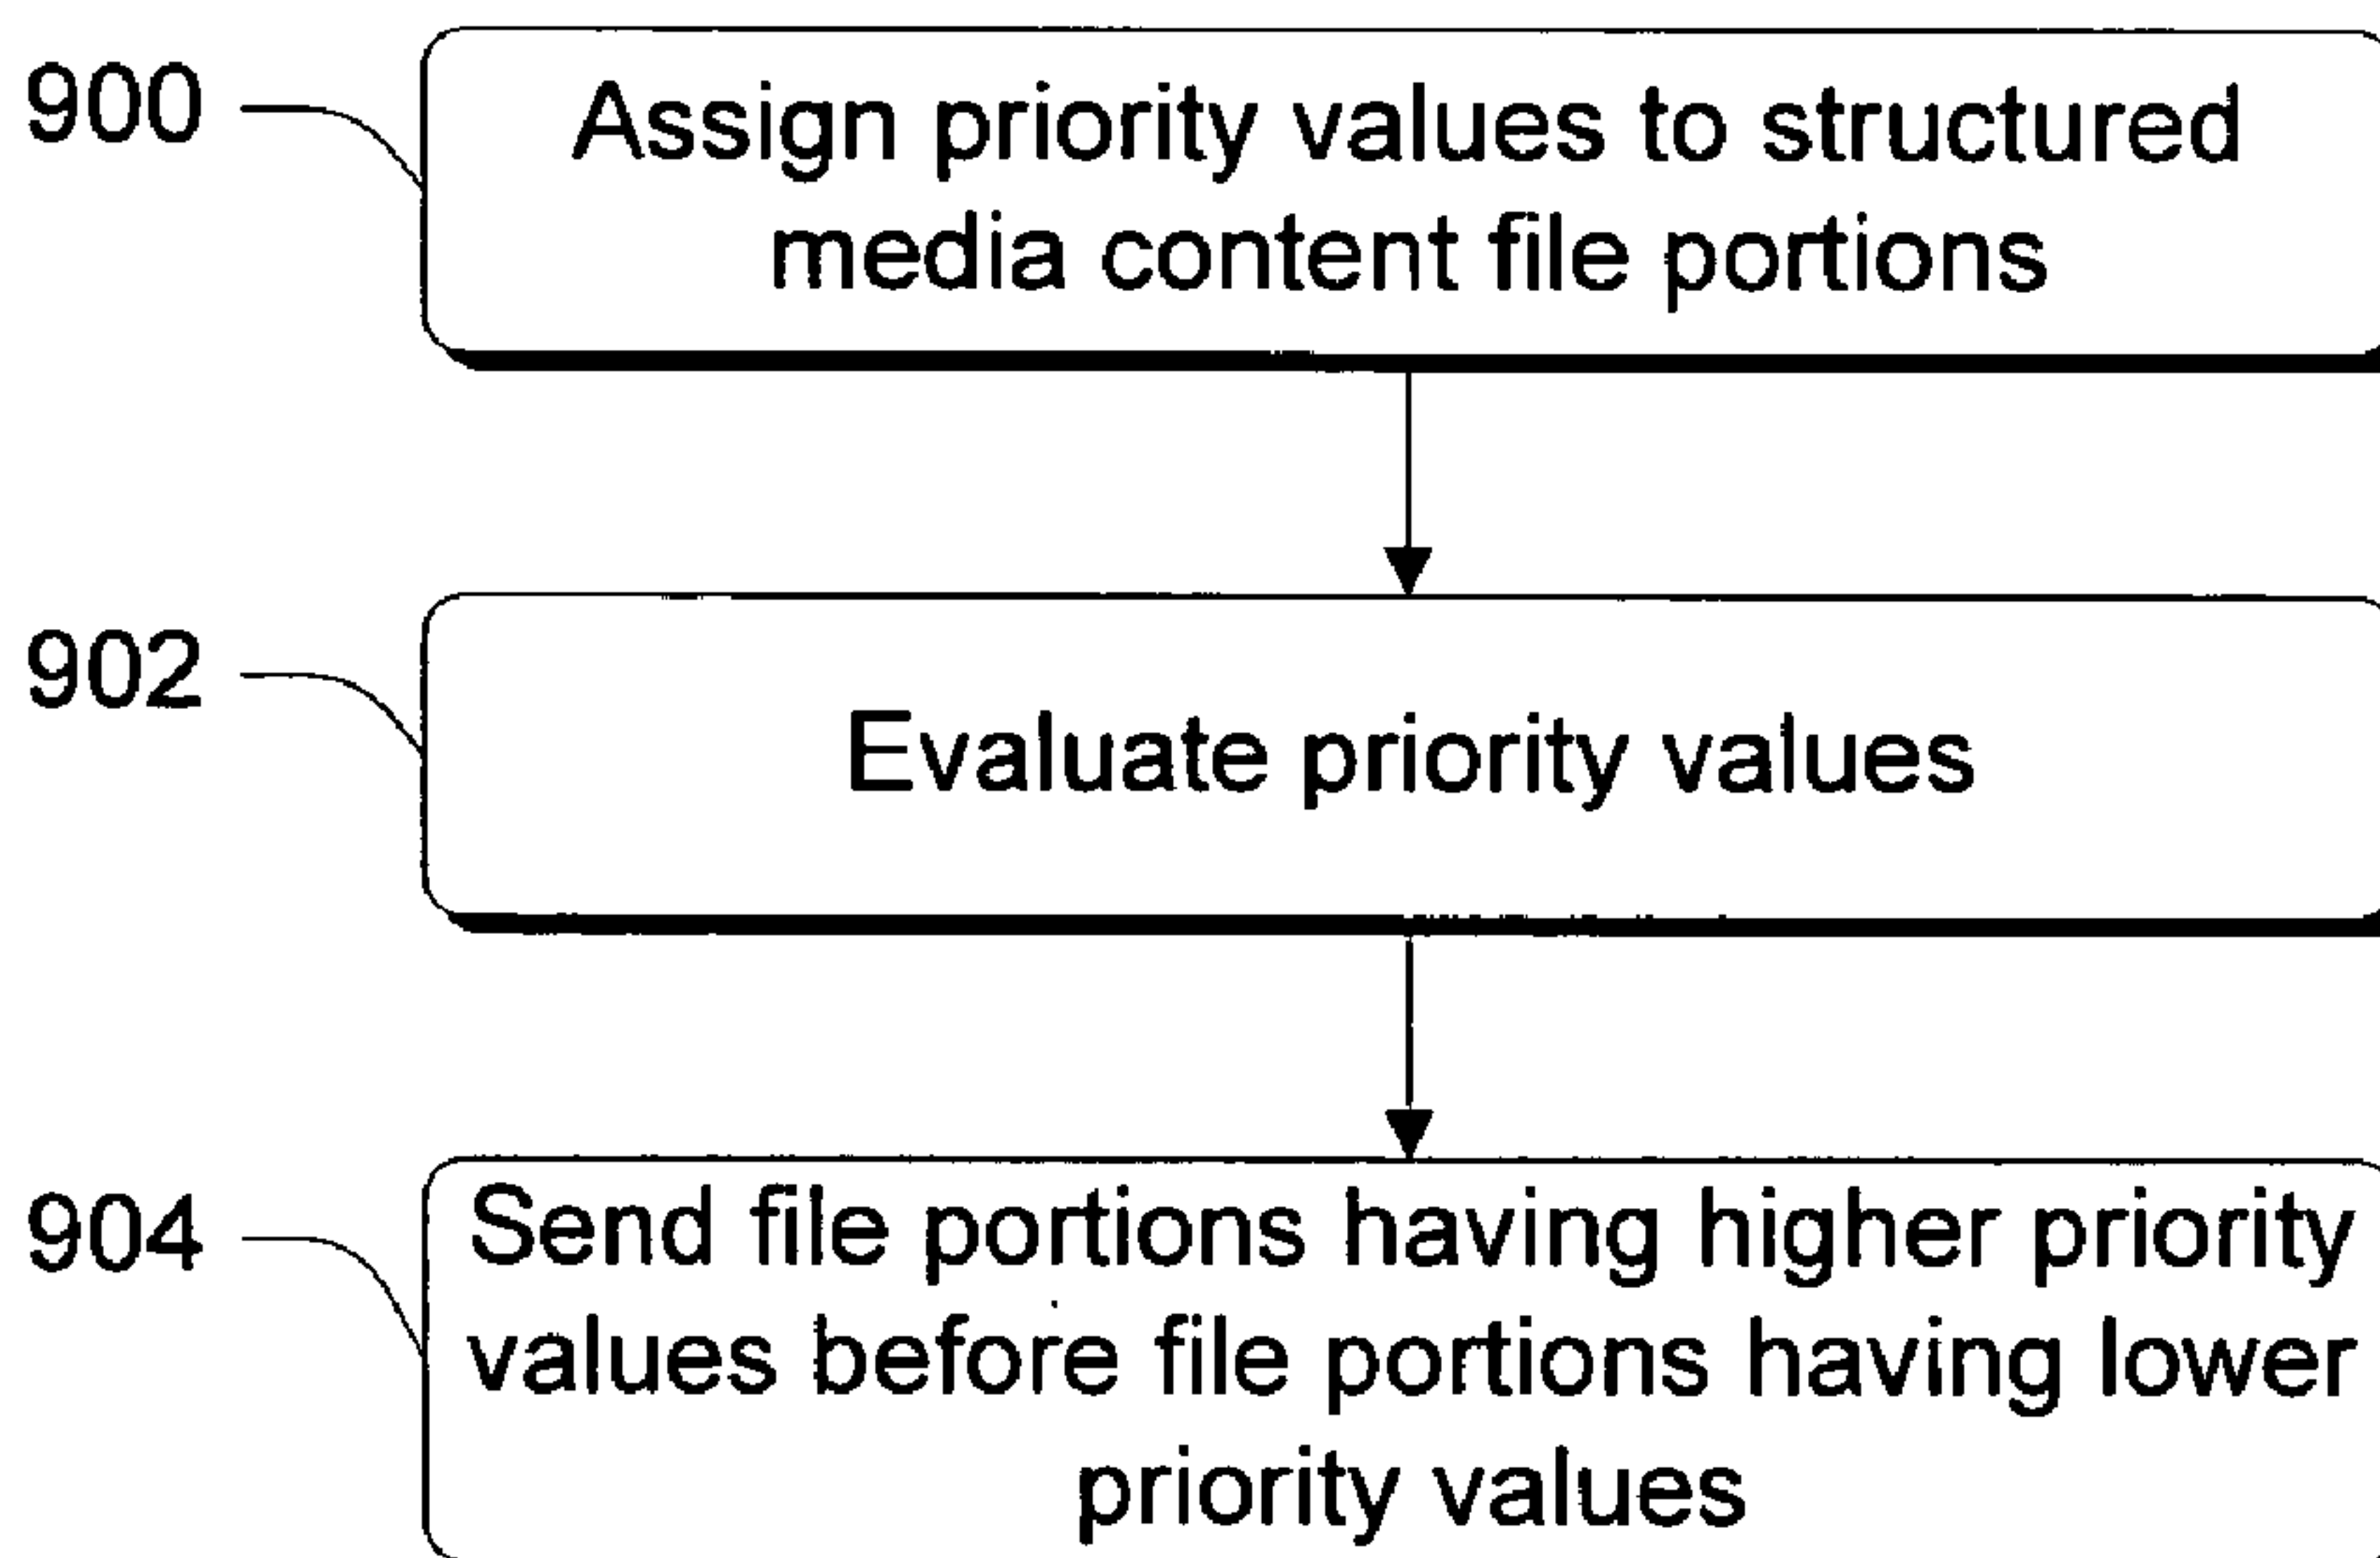 900
Assign priority values to structured
media content file portions
902
Evaluate priority values
904
Send file portions having higher priority
values before file portions having lower
priority values